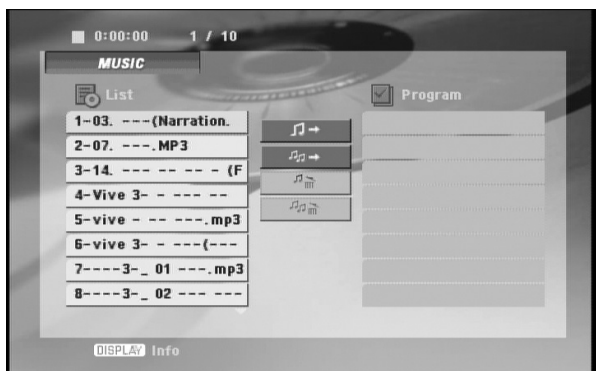 0:00:00 1 / 10
MUSIC
List
Program
1-03. ---(Narration.
2-07. ---.MP3
3-14. --- -- -- - (F
4-Vive 3- - --- --
5-vive - -- ---.mp3
6-vive 3- - ---(---
7----3-_ 01 ---.mp3
8----3-_ 02 --- ---
DISPLAY Info